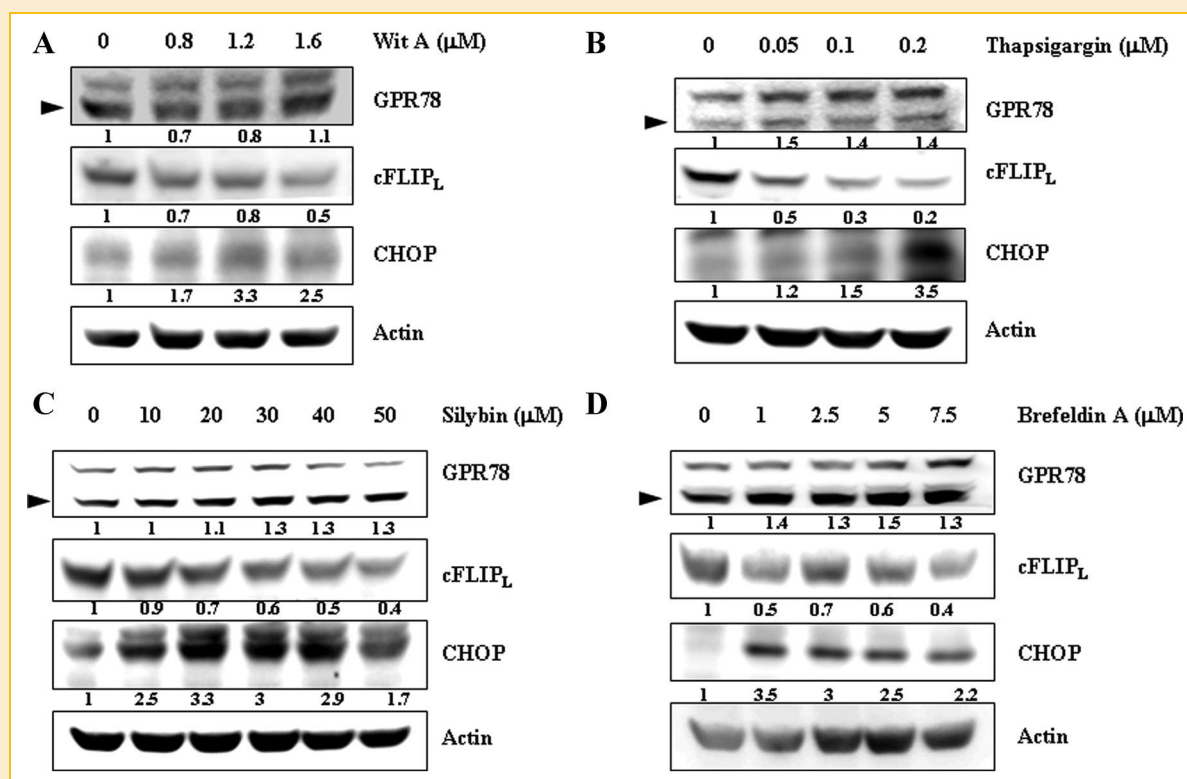 A
0 0.8 1.2 1.6 Wit A (µM)
GPR78
1 0.7 0.8 1.1
cFLIPL
1 0.7 0.8 0.5
CHOP
1 1.7 3.3 2.5
Actin
B
0 0.05 0.1 0.2 Thapsigargin (µM)
GPR78
1 1.5 1.4 1.4
cFLIPL
1 0.5 0.3 0.2
CHOP
1 1.2 1.5 3.5
Actin
C
0 10 20 30 40 50 Silybin (µM)
GPR78
1 1 1.1 1.3 1.3 1.3
cFLIPL
1 0.9 0.7 0.6 0.5 0.4
CHOP
1 2.5 3.3 3 2.9 1.7
Actin
D
0 1 2.5 5 7.5 Brefeldin A (µM)
GPR78
1 1.4 1.3 1.5 1.3
cFLIPL
1 0.5 0.7 0.6 0.4
CHOP
1 3.5 3 2.5 2.2
Actin